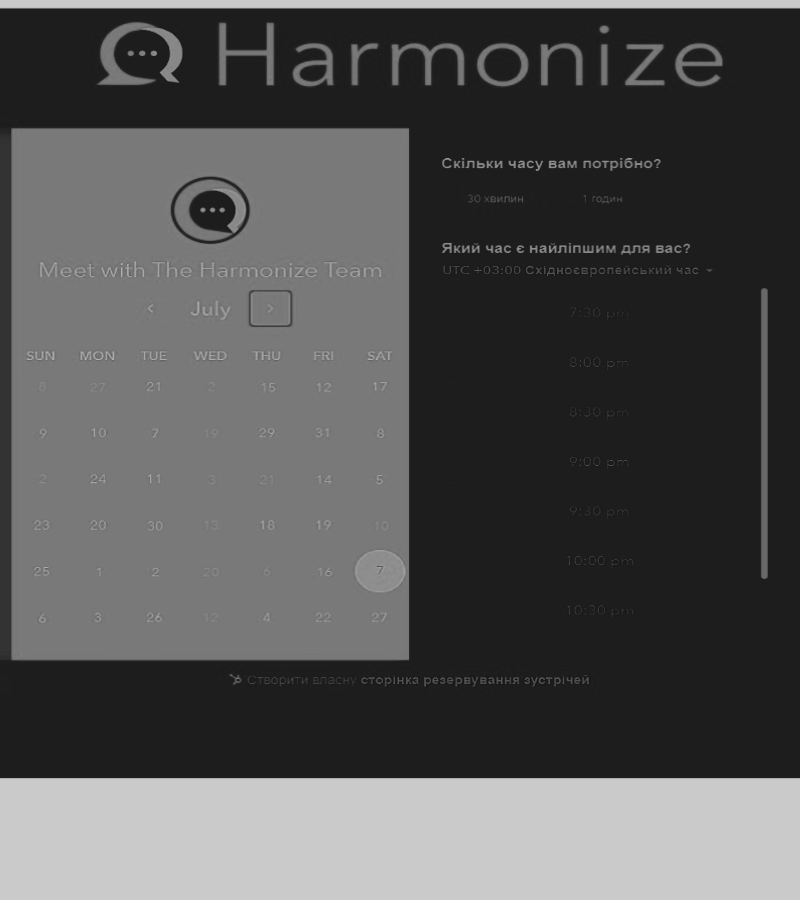 Harmonize
Meet with The Harmonize Team
July
SUN MON TUE WED THU FRI SAT
6 27 21 2 15 12 17
9 10 7 19 29 31 8
2 24 11 3 21 14 5
23 20 30 13 18 19 10
25 1 2 20 6 16 7
6 3 26 12 4 22 27
Скільки часу вам потрібно?
30 хвилин 1 годин
Який час є найліпшим для вас?
UTC +03:00 Східноєвропейський час
7:30 pm
8:00 pm
8:30 pm
9:00 pm
9:30 pm
10:00 pm
10:30 pm
Створити власну сторінка резервування зустрічей